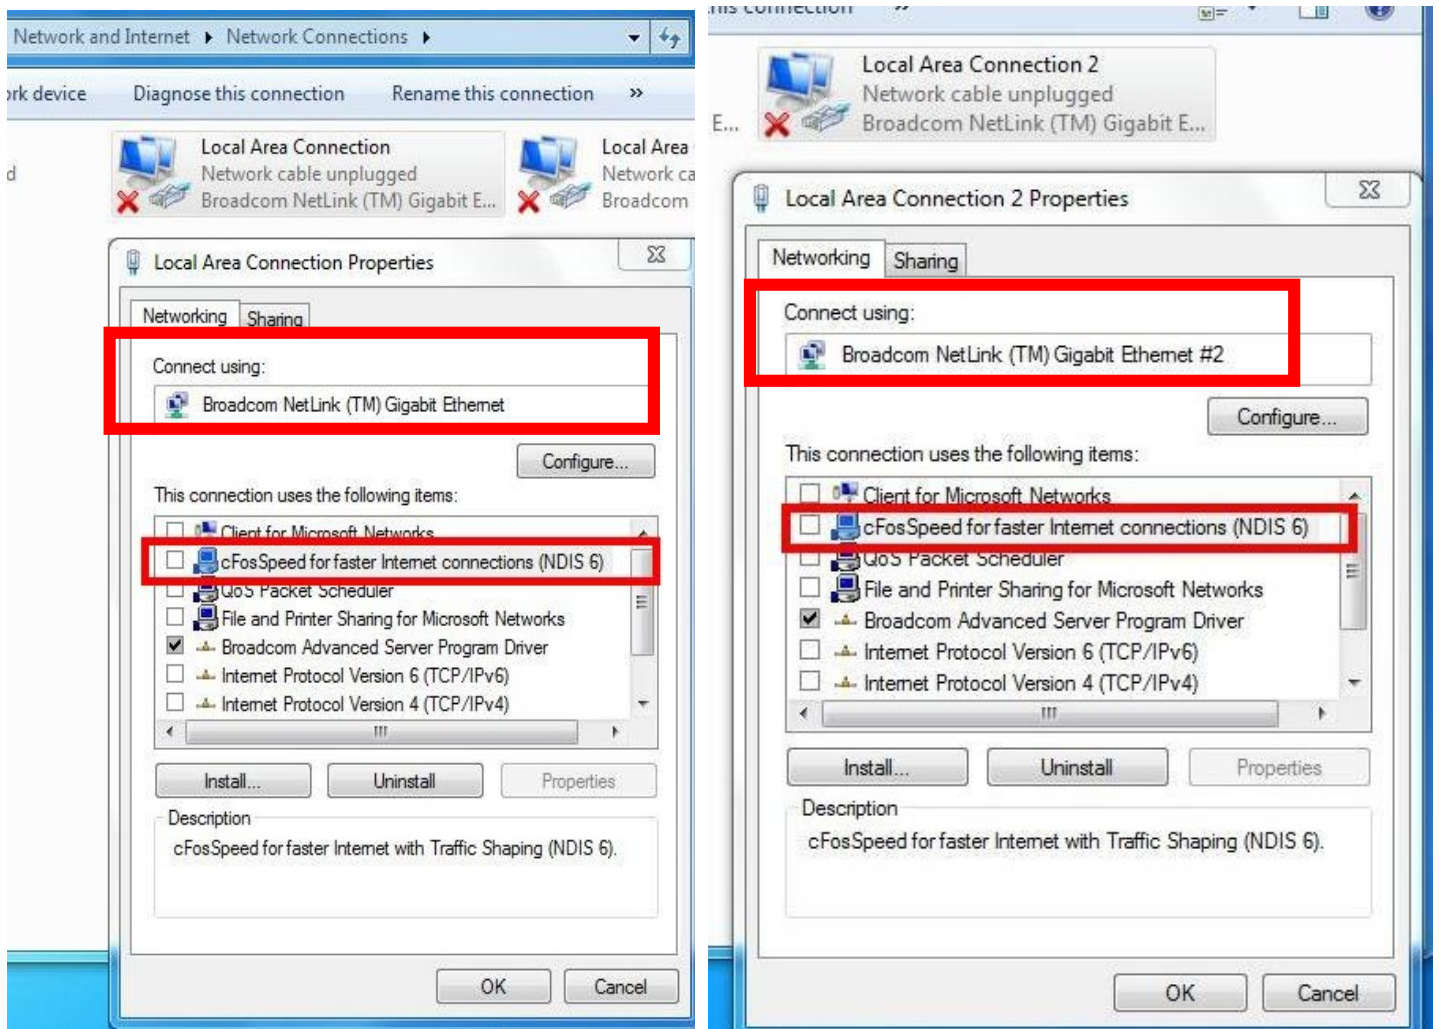 Network and Internet
Network Connections
Diagnose this connection
Rename this connection
»
device
Local Area Connection
Network cable unplugged
Broadcom NetLink (TM) Gigabit E...
Local Area
Network ca
Broadcom
Local Area Connection Properties
Networking
Sharing
Connect using:
Broadcom NetLink (TM) Gigabit Ethernet
Configure...
This connection uses the following items:
Client for Microsoft Networks
cFosSpeed for faster Internet connections (NDIS 6)
QoS Packet Scheduler
File and Printer Sharing for Microsoft Networks
Broadcom Advanced Server Program Driver
Internet Protocol Version 6 (TCP/IPv6)
Internet Protocol Version 4 (TCP/IPv4)
Install...
Uninstall
Properties
Description
cFosSpeed for faster Internet with Traffic Shaping (NDIS 6).
OK
Cancel
this connection
»
E...
Local Area Connection 2
Network cable unplugged
Broadcom NetLink (TM) Gigabit E...
Local Area Connection 2 Properties
Networking
Sharing
Connect using:
Broadcom NetLink (TM) Gigabit Ethernet #2
Configure...
This connection uses the following items:
Client for Microsoft Networks
cFosSpeed for faster Internet connections (NDIS 6)
QoS Packet Scheduler
File and Printer Sharing for Microsoft Networks
Broadcom Advanced Server Program Driver
Internet Protocol Version 6 (TCP/IPv6)
Internet Protocol Version 4 (TCP/IPv4)
Install...
Uninstall
Properties
Description
cFosSpeed for faster Internet with Traffic Shaping (NDIS 6).
OK
Cancel